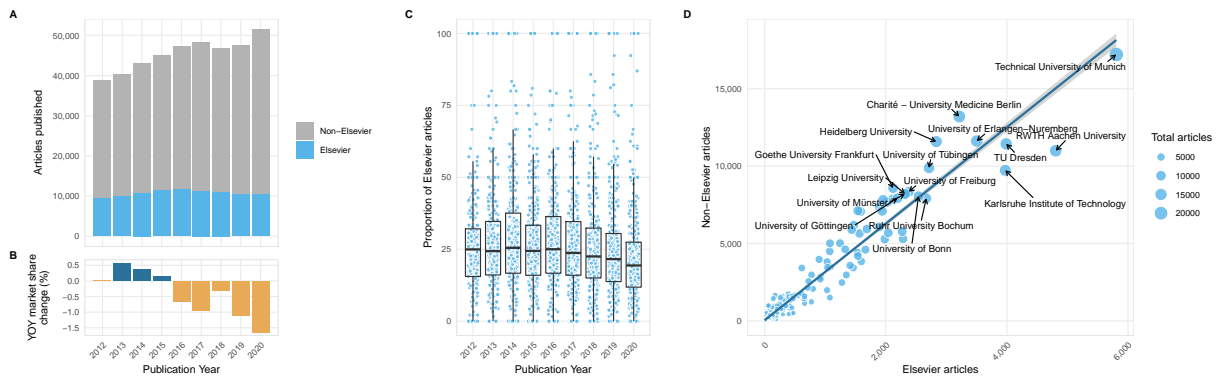 A
50,000
40,000
30,000
20,000
10,000
0
Articles published
Non−Elsevier
Elsevier
B
0.5
0.0
−0.5
−1.0
−1.5
YOY market share
change (%)
2012
2013
2014
2015
2016
2017
2018
2019
2020
Publication Year
C
100
75
50
25
0
Proportion of Elsevier articles
2012
2013
2014
2015
2016
2017
2018
2019
2020
Publication Year
D
15,000
10,000
5,000
0
Non−Elsevier articles
Technical University of Munich
Charité − University Medicine Berlin
Heidelberg University
University of Erlangen−Nuremberg
RWTH Aachen University
Goethe University Frankfurt
University of Tübingen
TU Dresden
Leipzig University
University of Freiburg
University of Münster
Karlsruhe Institute of Technology
University of Göttingen
Ruhr University Bochum
University of Bonn
0
2,000
4,000
6,000
Elsevier articles
Total articles
5000
10000
15000
20000